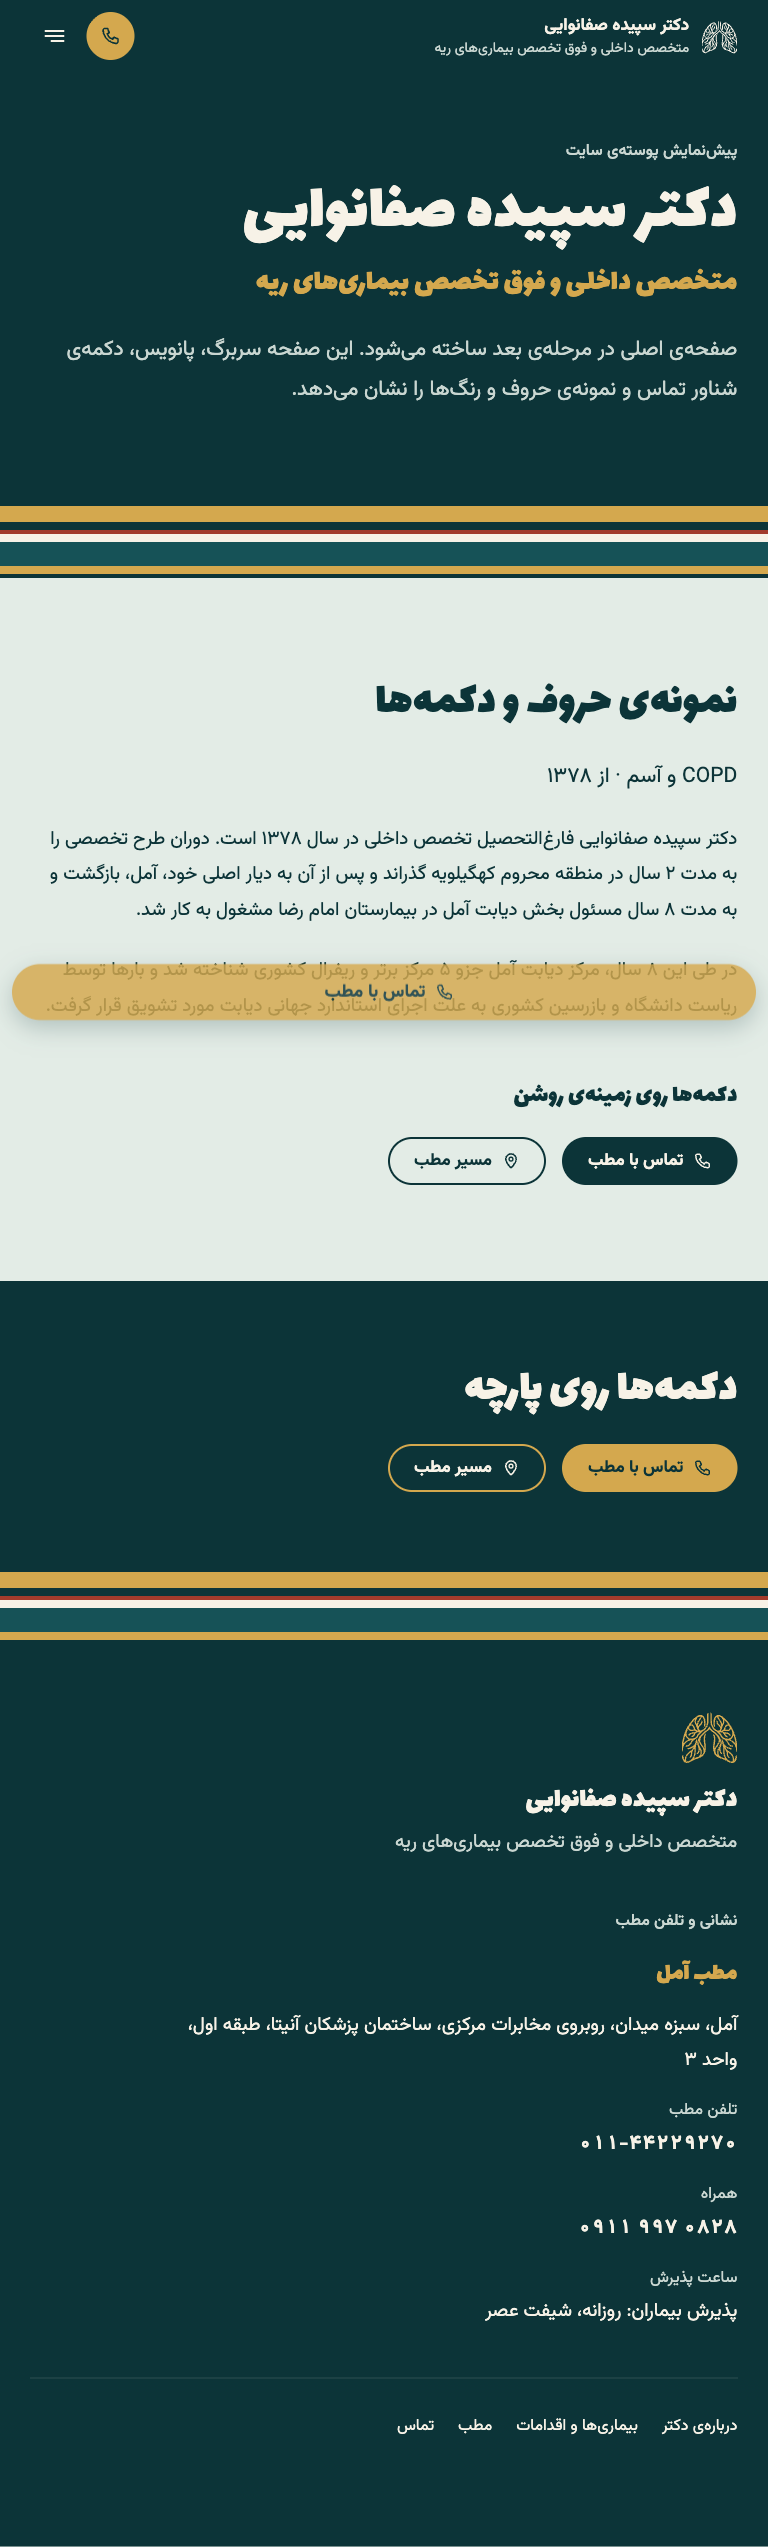 دکتر سپیده صفانوایی
متخصص داخلی و فوق تخصص بیماری‌های ریه
پیش‌نمایش پوسته‌ی سایت
دکتر سپیده صفانوایی
متخصص داخلی و فوق تخصص بیماری‌های ریه
صفحه‌ی اصلی در مرحله‌ی بعد ساخته می‌شود. این صفحه سربرگ، پانویس، دکمه‌ی
شناور تماس و نمونه‌ی حروف و رنگ‌ها را نشان می‌دهد.
نمونه‌ی حروف و دکمه‌ها
COPD و آسم · از ۱۳۷۸
دکتر سپیده صفانوایی فارغ‌التحصیل تخصص داخلی در سال ۱۳۷۸ است. دوران طرح تخصصی را
به مدت ۲ سال در منطقه محروم کهگیلویه گذراند و پس از آن به دیار اصلی خود، آمل، بازگشت و
به مدت ۸ سال مسئول بخش دیابت آمل در بیمارستان امام رضا مشغول به کار شد.
در طی این ۸ سال، مرکز دیابت آمل جزو ۵ مرکز برتر و ریفرال کشوری شناخته شد و بارها توسط
تماس با مطب
ریاست دانشگاه و بازرسین کشوری به علت اجرای استاندارد جهانی دیابت مورد تشویق قرار گرفت.
دکمه‌ها روی زمینه‌ی روشن
تماس با مطب
مسیر مطب
دکمه‌ها روی پارچه
تماس با مطب
مسیر مطب
دکتر سپیده صفانوایی
متخصص داخلی و فوق تخصص بیماری‌های ریه
نشانی و تلفن مطب
مطب آمل
آمل، سبزه میدان، روبروی مخابرات مرکزی، ساختمان پزشکان آنیتا، طبقه اول،
واحد ۳
تلفن مطب
۰۱۱-۴۴۲۲۹۲۷۰
همراه
۰۹۱۱ ۹۹۷ ۰۸۲۸
ساعت پذیرش
پذیرش بیماران: روزانه، شیفت عصر
درباره‌ی دکتر
بیماری‌ها و اقدامات
مطب
تماس